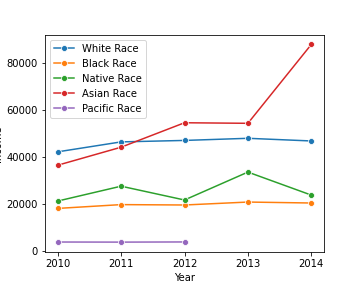 White Race
Black Race
Native Race
Asian Race
Pacific Race
80000
60000
40000
20000
0
2010 2011 2012 2013 2014
Year